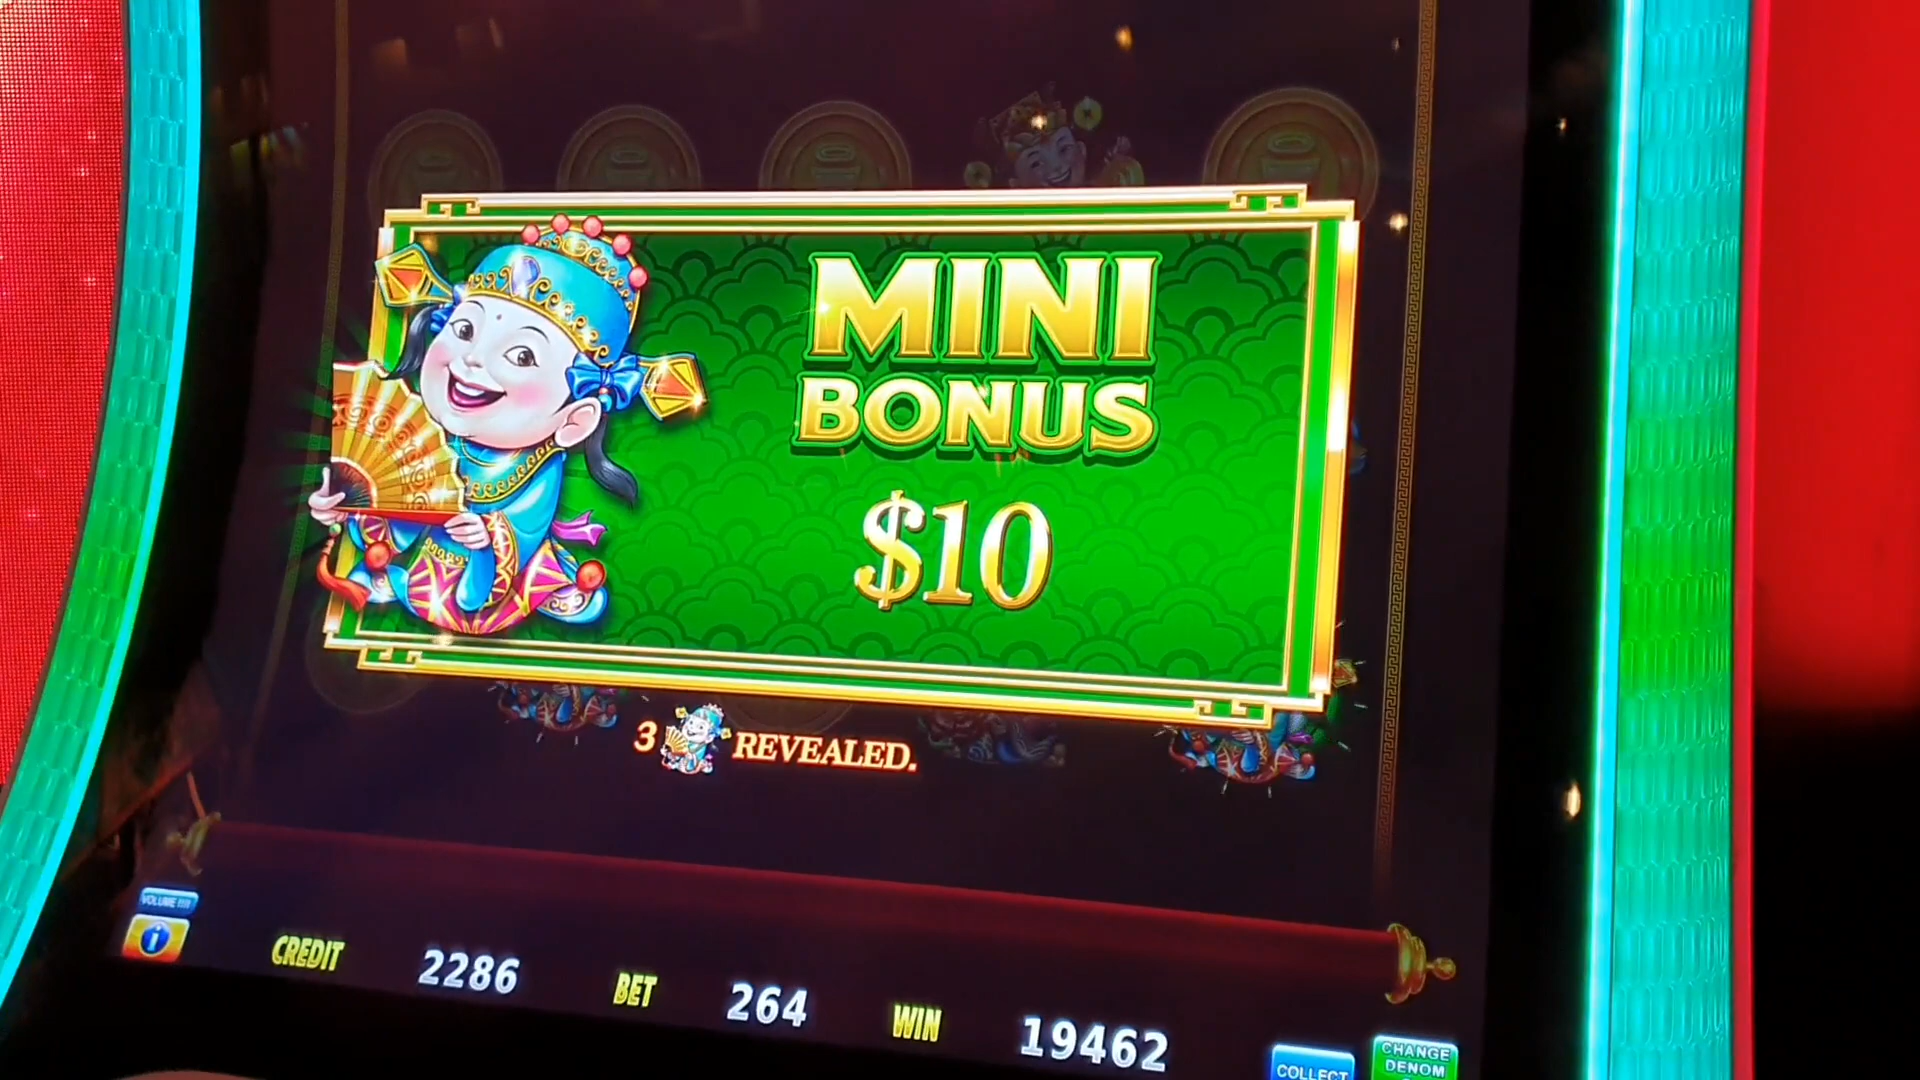 MINI
BONUS
$10
3 REVEALED.
VOLUME
CREDIT 2286 BET 264 WIN 19462
COLLECT
CHANGE
DENOM